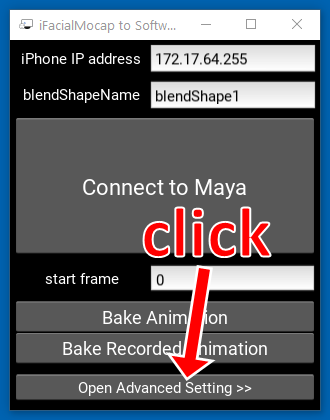 iFacialMocap to Softw...
iPhone IP address 172.17.64.255
blendShapeName blendShape1
Connect to Maya
click
start frame 0
Bake Animation
Bake Recorded Animation
Open Advanced Setting >>